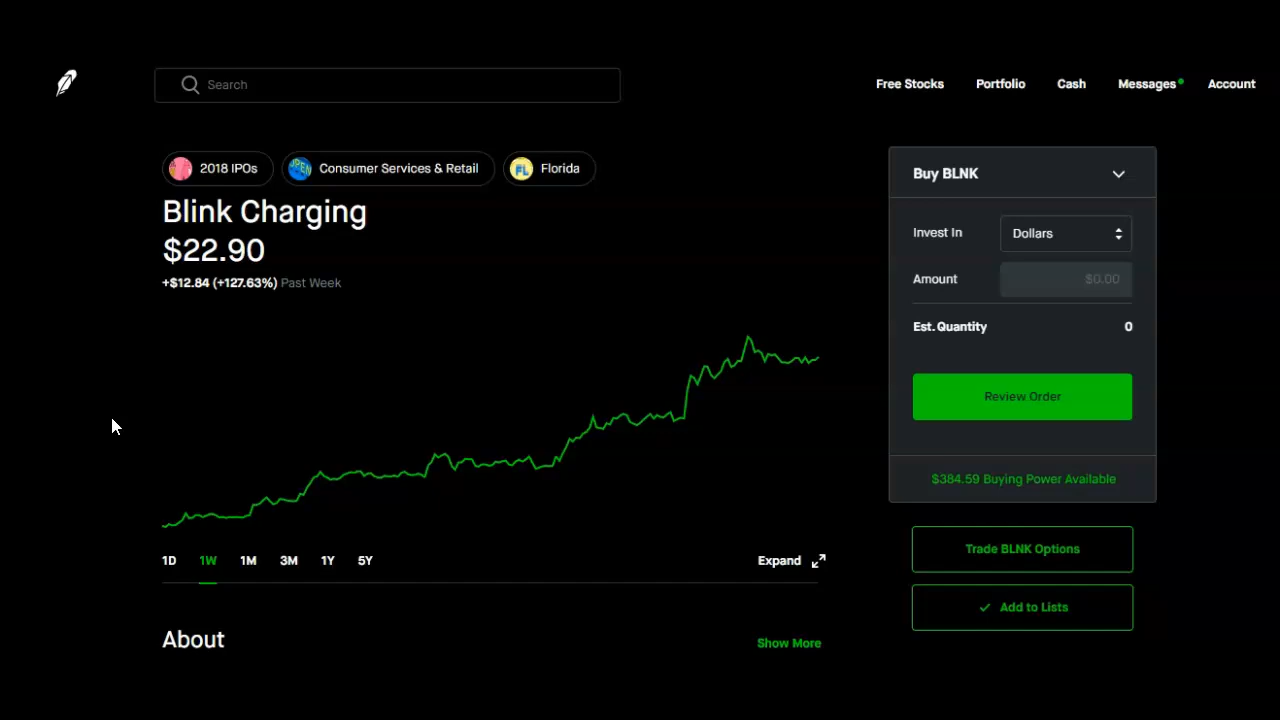 Search
Free Stocks Portfolio Cash Messages Account
2018 IPOs Consumer Services & Retail FL Florida
Blink Charging
$22.90
+$12.84 (+127.63%) Past Week
Buy BLNK
Invest In Dollars
Amount $0.00
Est. Quantity 0
Review Order
$384.59 Buying Power Available
1D 1W 1M 3M 1Y 5Y Expand
Trade BLNK Options
Add to Lists
About Show More